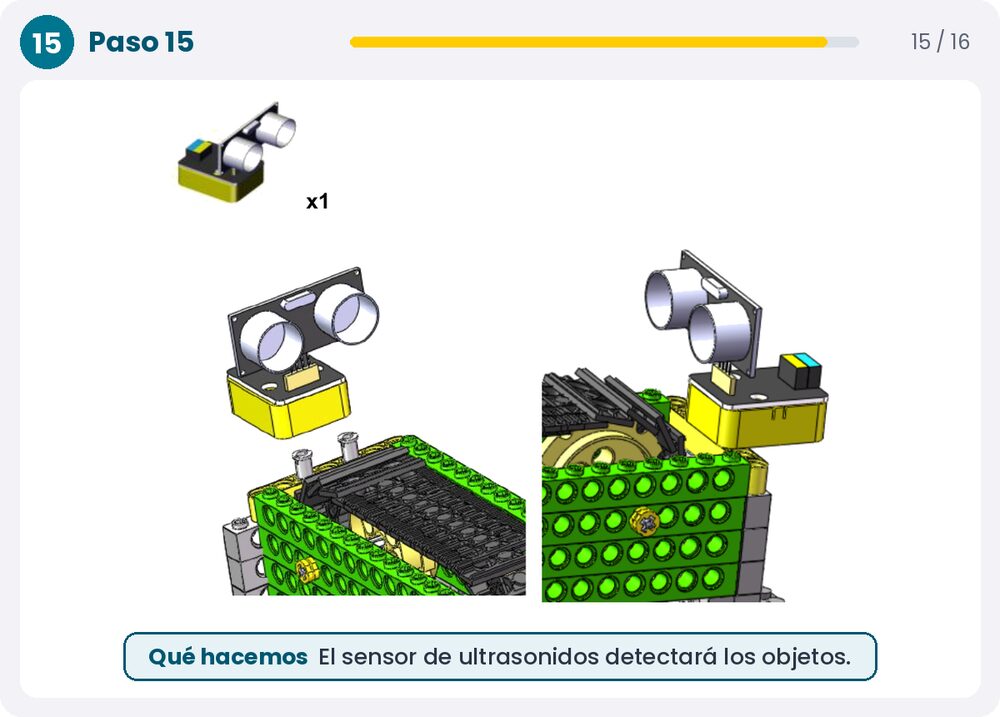 15 Paso 15
15 / 16
x1
Qué hacemos El sensor de ultrasonidos detectará los objetos.